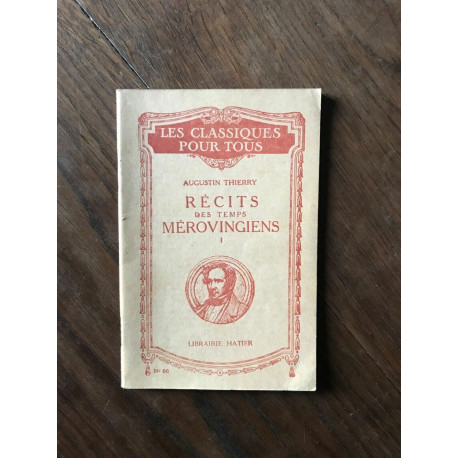 LES CLASSIQUES
POUR TOUS
AUGUSTIN THIERRY
RÉCITS
DES TEMPS
MÉROVINGIENS
I
LIBRAIRIE HATIER